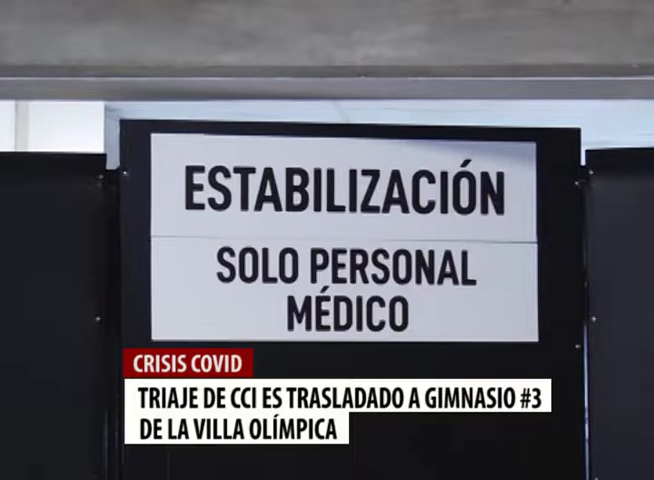 ESTABILIZACIÓN
SOLO PERSONAL
MÉDICO
CRISIS COVID
TRIAJE DE CCI ES TRASLADADO A GIMNASIO #3
DE LA VILLA OLÍMPICA